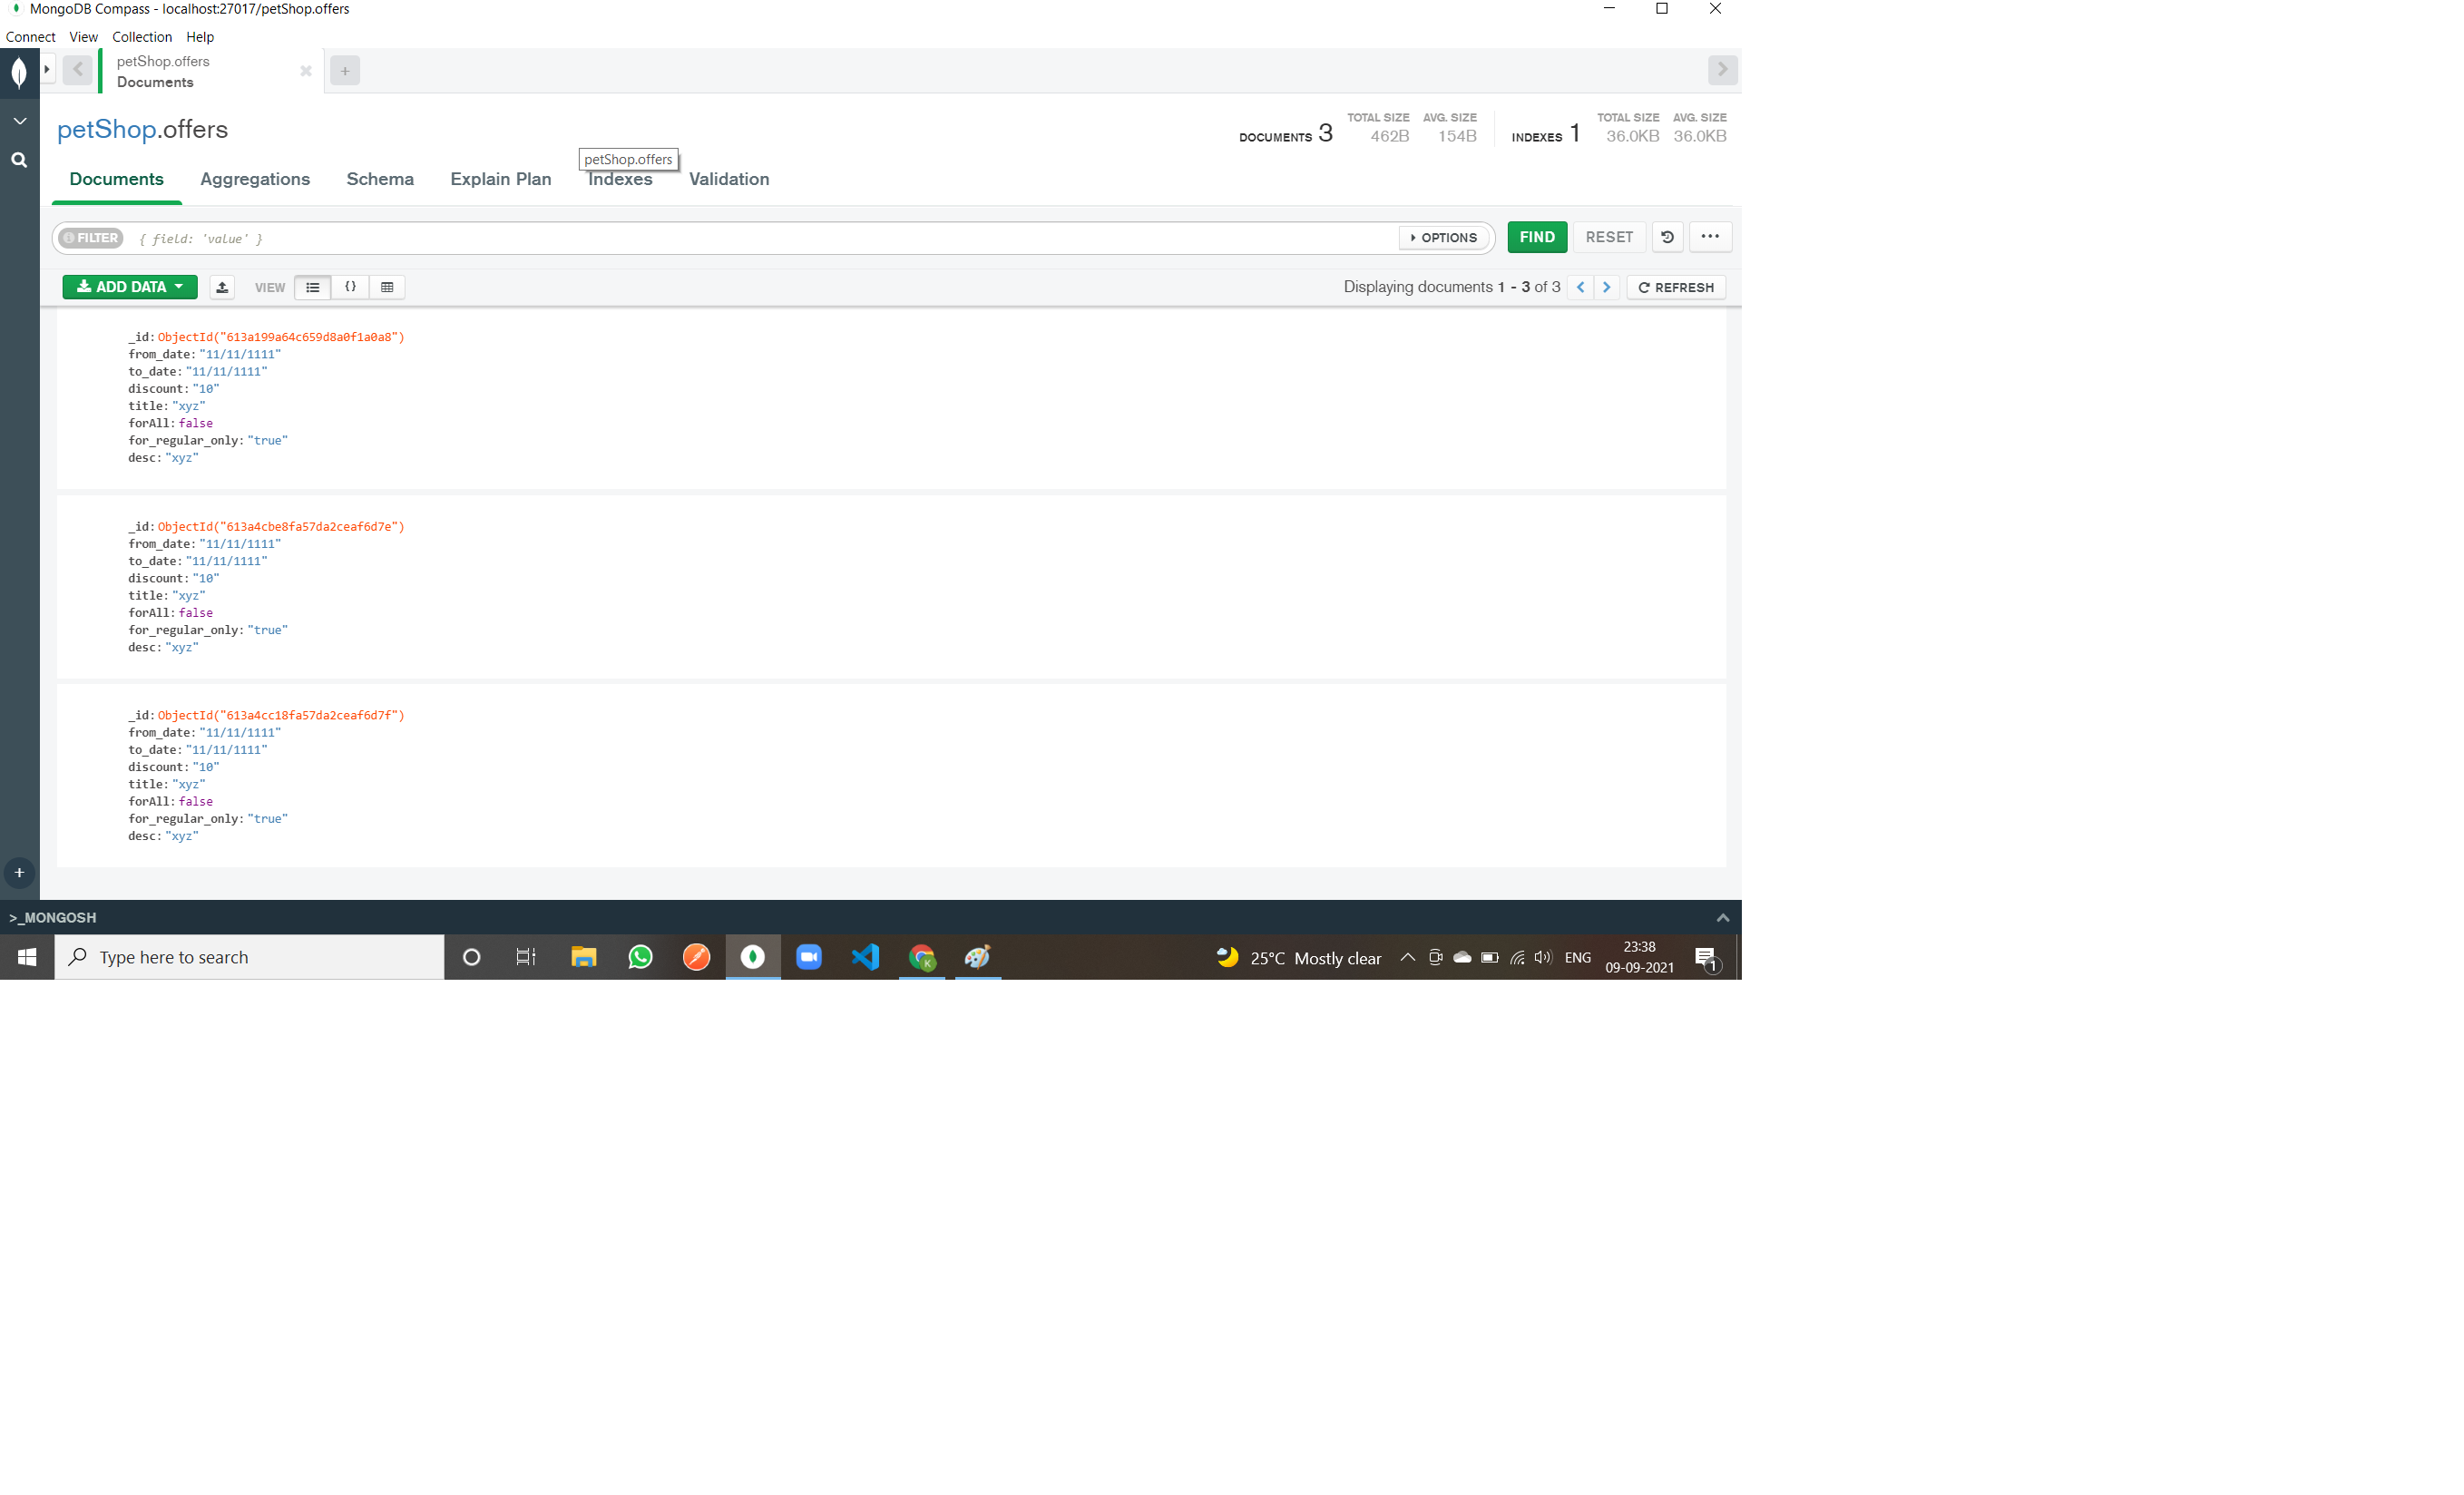 MongoDB Compass - localhost:27017/petShop.offers
Connect View Collection Help
petShop.offers
Documents
petShop.offers
DOCUMENTS 3 TOTAL SIZE 462B AVG. SIZE 154B INDEXES 1 TOTAL SIZE 36.0KB AVG. SIZE 36.0KB
petShop.offers
Documents Aggregations Schema Explain Plan Indexes Validation
FILTER { field: 'value' } OPTIONS FIND RESET
ADD DATA VIEW {} Displaying documents 1 - 3 of 3 REFRESH
_id: ObjectId("613a199a64c659d8a0f1a0a8")
from_date: "11/11/1111"
to_date: "11/11/1111"
discount: "10"
title: "xyz"
forAll: false
for_regular_only: "true"
desc: "xyz"
_id: ObjectId("613a4cbe8fa57da2ceaf6d7e")
from_date: "11/11/1111"
to_date: "11/11/1111"
discount: "10"
title: "xyz"
forAll: false
for_regular_only: "true"
desc: "xyz"
_id: ObjectId("613a4cc18fa57da2ceaf6d7f")
from_date: "11/11/1111"
to_date: "11/11/1111"
discount: "10"
title: "xyz"
forAll: false
for_regular_only: "true"
desc: "xyz"
>_MONGOSH
Type here to search K 25°C Mostly clear ENG 23:38
09-09-2021 1